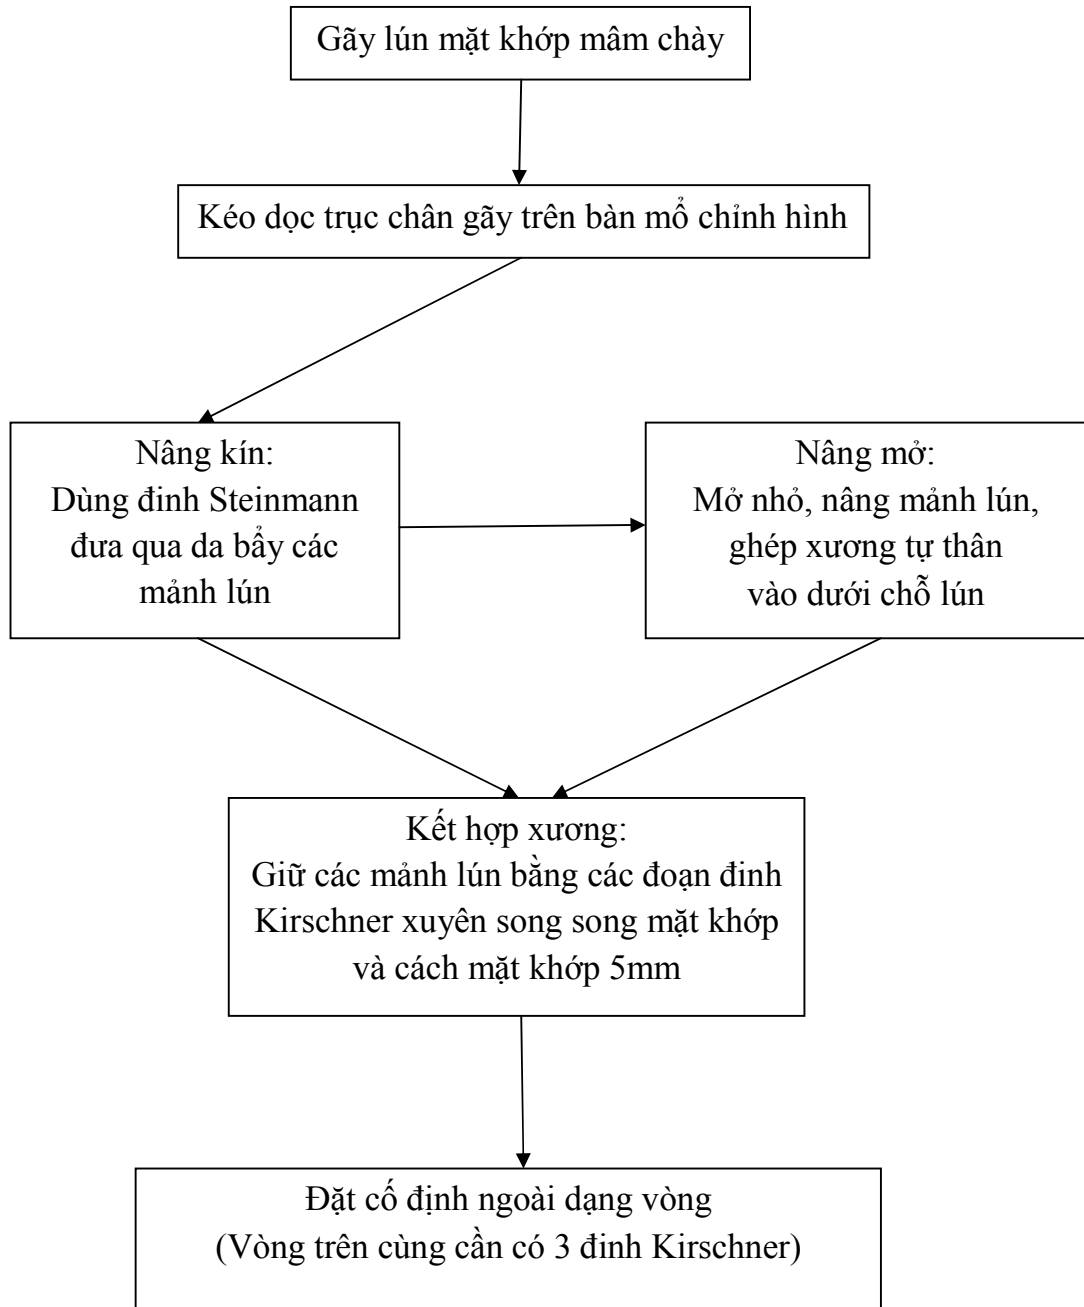 Gãy lún mặt khớp mâm chày
Kéo dọc trục chân gãy trên bàn mổ chỉnh hình
Nâng kín:
Dùng đinh Steinmann
đưa qua da bẩy các
mảnh lún
Nâng mở:
Mở nhỏ, nâng mảnh lún,
ghép xương tự thân
vào dưới chỗ lún
Kết hợp xương:
Giữ các mảnh lún bằng các đoạn đinh
Kirschner xuyên song song mặt khớp
và cách mặt khớp 5mm
Đặt cố định ngoài dạng vòng
(Vòng trên cùng cần có 3 đinh Kirschner)